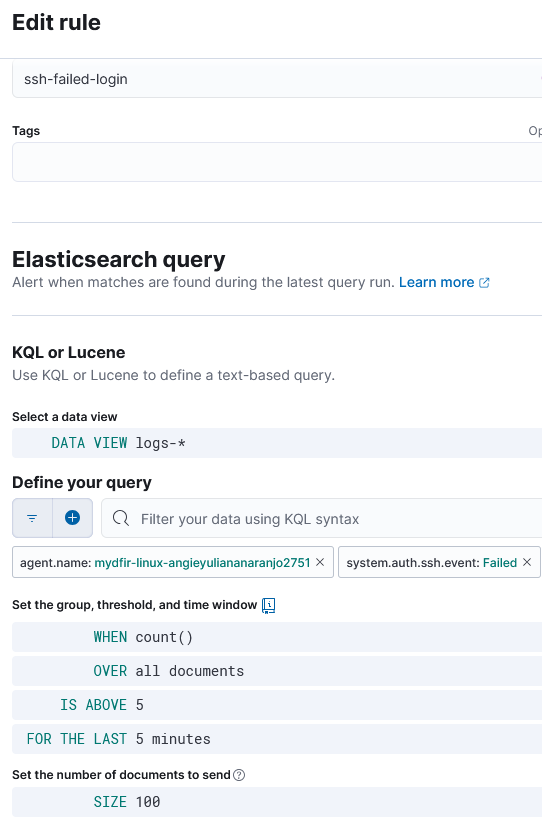 Edit rule
ssh-failed-login
Tags
Elasticsearch query
Alert when matches are found during the latest query run. Learn more
KQL or Lucene
Use KQL or Lucene to define a text-based query.
Select a data view
DATA VIEW logs-*
Define your query
Filter your data using KQL syntax
agent.name: mydfir-linux-angieyuliananaranjo2751 × system.auth.ssh.event: Failed ×
Set the group, threshold, and time window
WHEN count()
OVER all documents
IS ABOVE 5
FOR THE LAST 5 minutes
Set the number of documents to send
SIZE 100